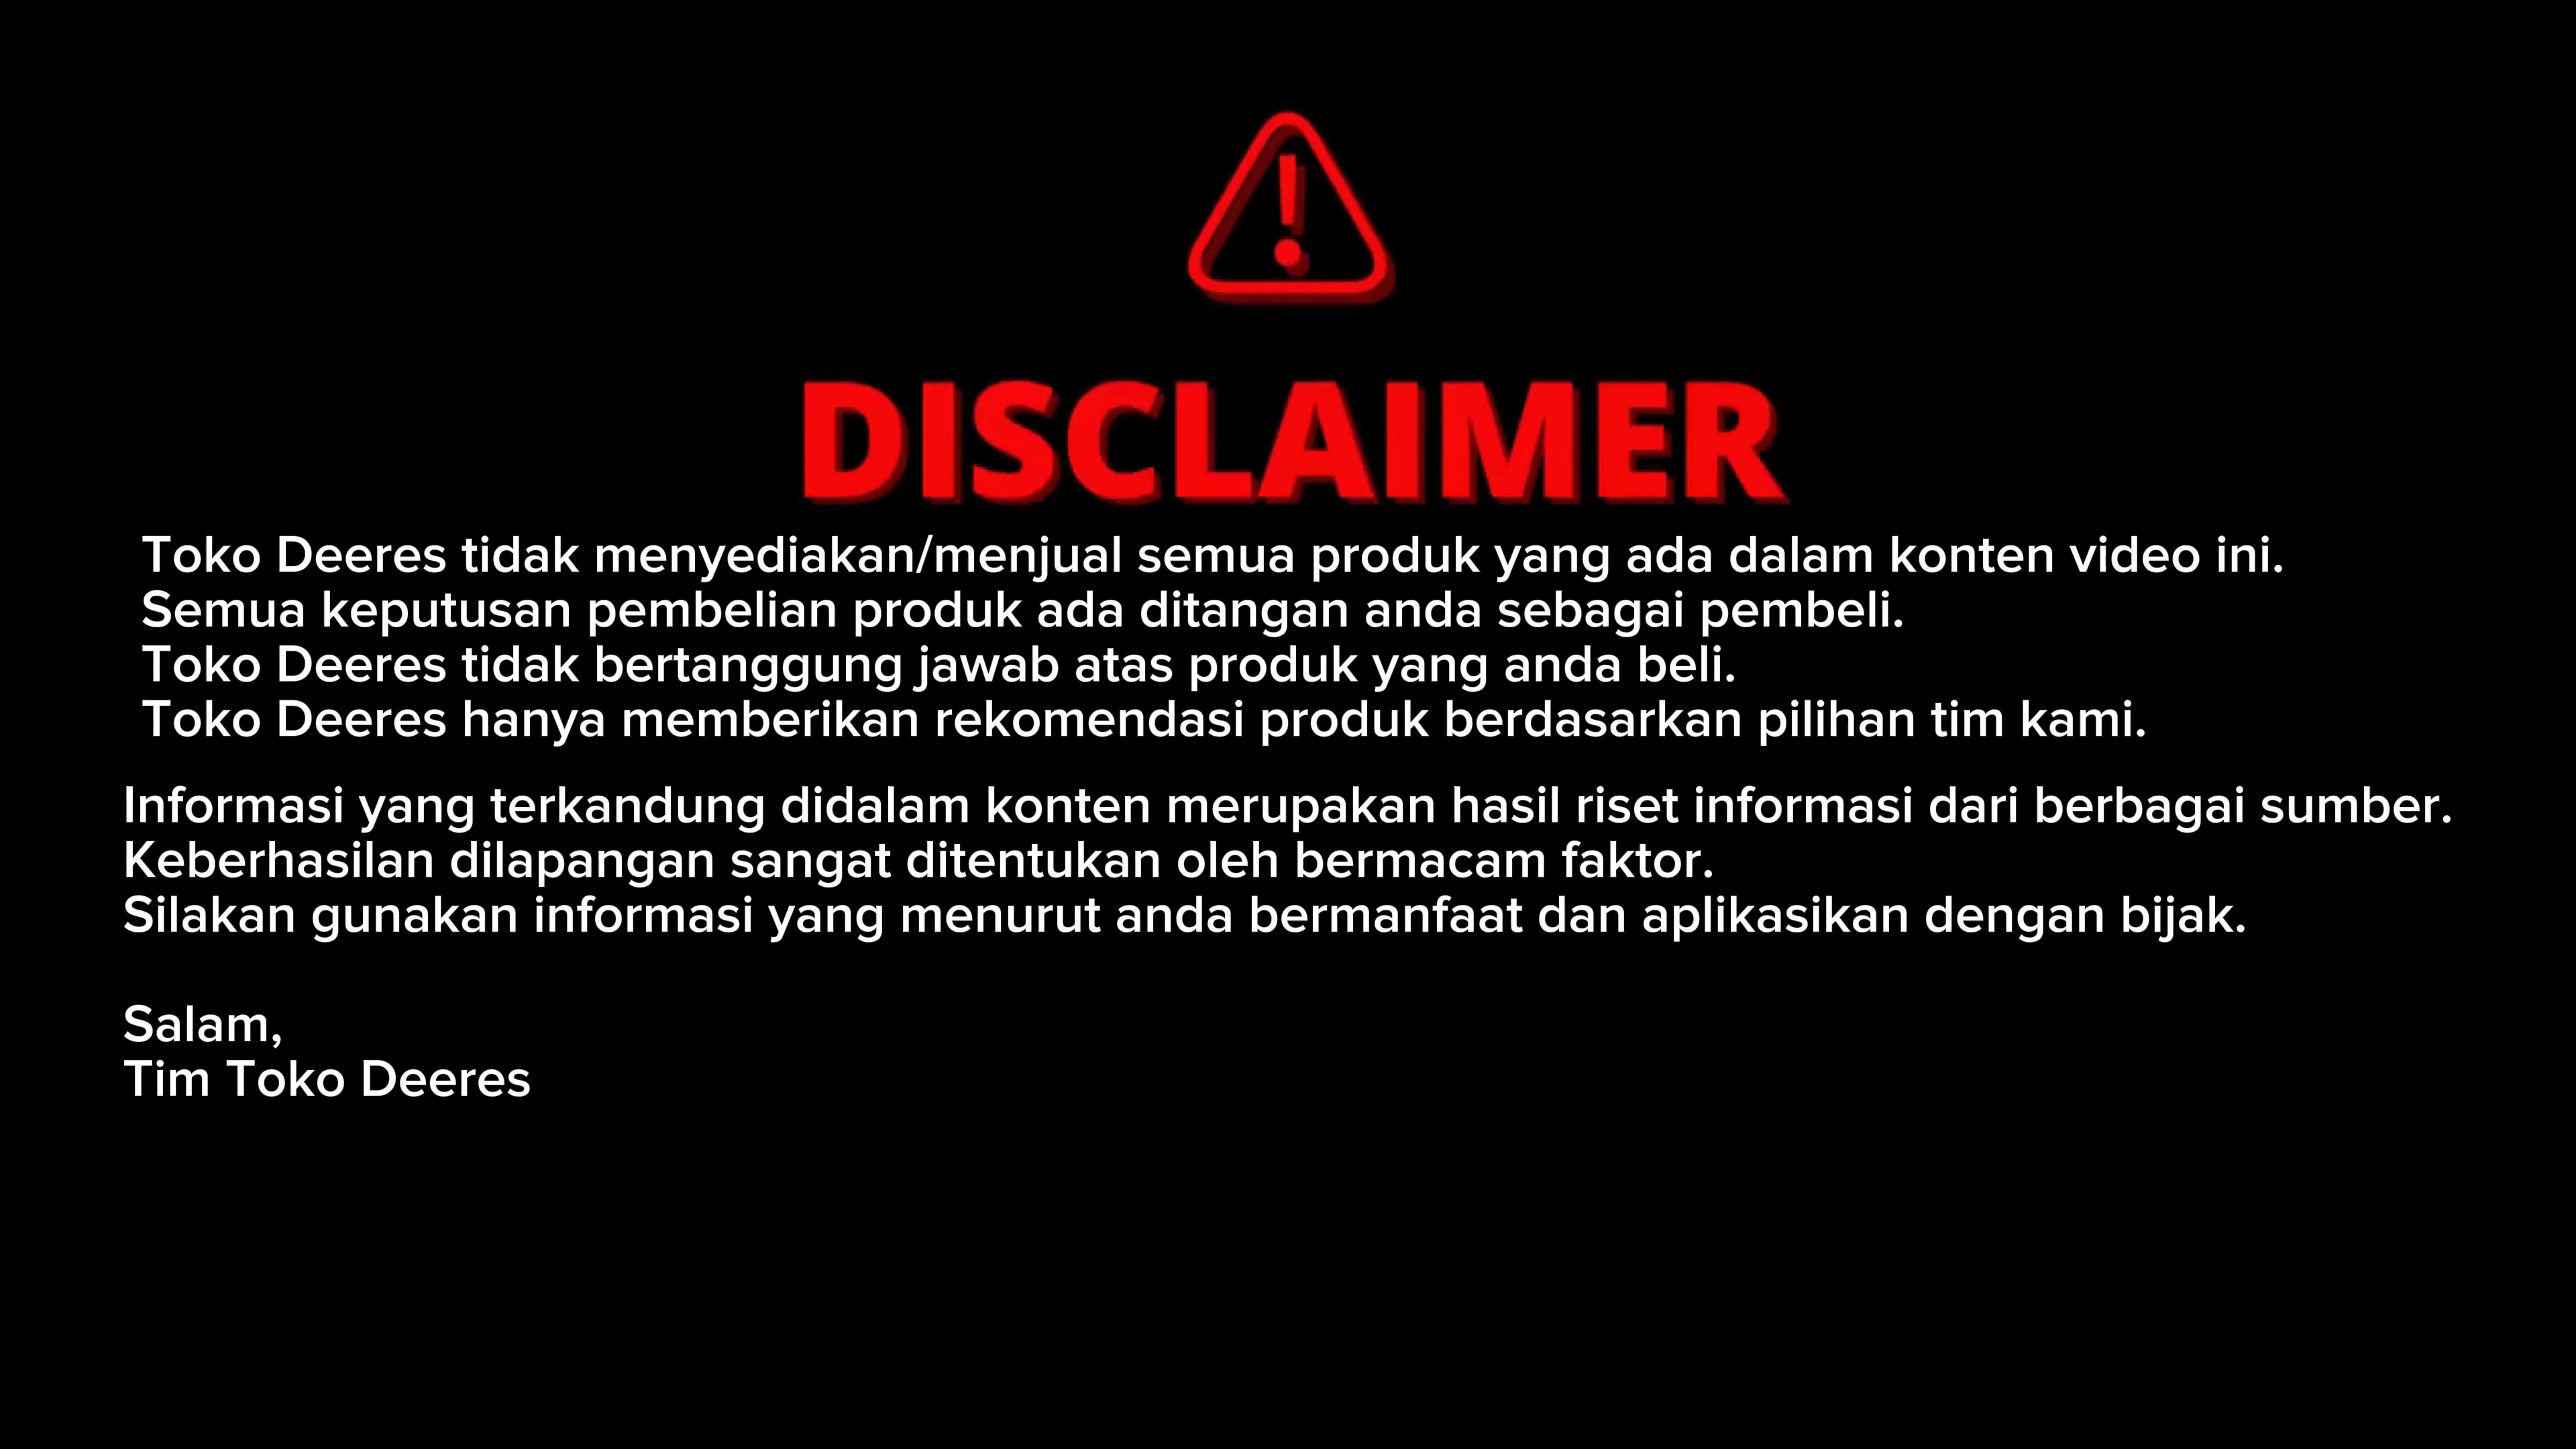 DISCLAIMER
Toko Deeres tidak menyediakan/menjual semua produk yang ada dalam konten video ini.
Semua keputusan pembelian produk ada ditangan anda sebagai pembeli.
Toko Deeres tidak bertanggung jawab atas produk yang anda beli.
Toko Deeres hanya memberikan rekomendasi produk berdasarkan pilihan tim kami.
Informasi yang terkandung didalam konten merupakan hasil riset informasi dari berbagai sumber.
Keberhasilan dilapangan sangat ditentukan oleh bermacam faktor.
Silakan gunakan informasi yang menurut anda bermanfaat dan aplikasikan dengan bijak.
Salam,
Tim Toko Deeres